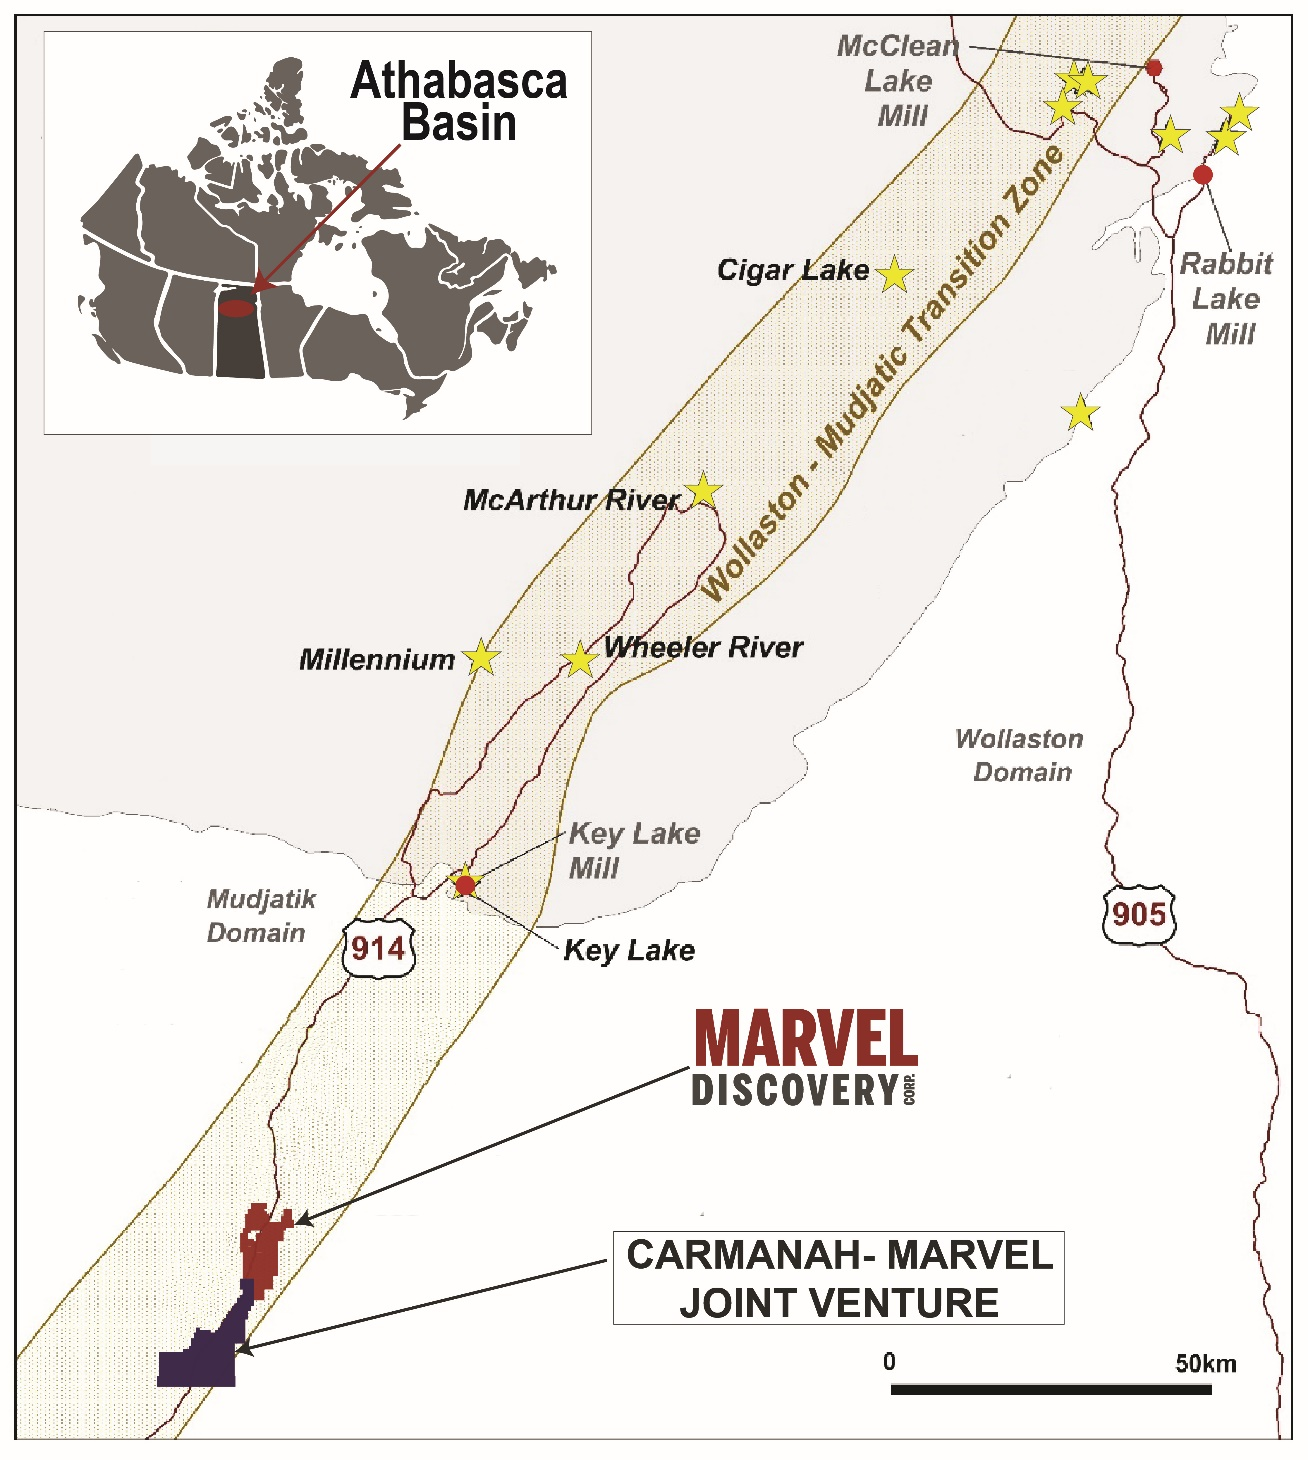 Athabasca
Basin
McClean
Lake
Mill
Rabbit
Lake
Mill
Cigar Lake
Wollaston - Mudjatic Transition Zone
McArthur River
Millennium
Wheeler River
Wollaston
Domain
Key Lake
Mill
Mudjatik
Domain
914
905
Key Lake
MARVEL
DISCOVERY CORP.
CARMANAH- MARVEL
JOINT VENTURE
0
50km